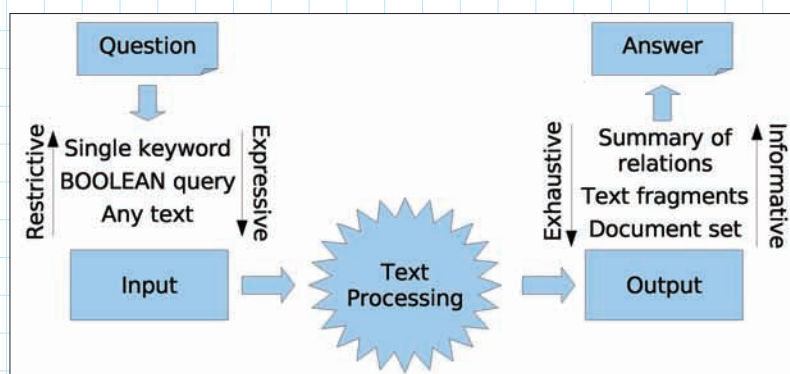 Question
Restrictive
Single keyword
BOOLEAN query
Any text
Expressive
Input
Text
Processing
Answer
Exhaustive
Summary of
relations
Text fragments
Document set
Informative
Output